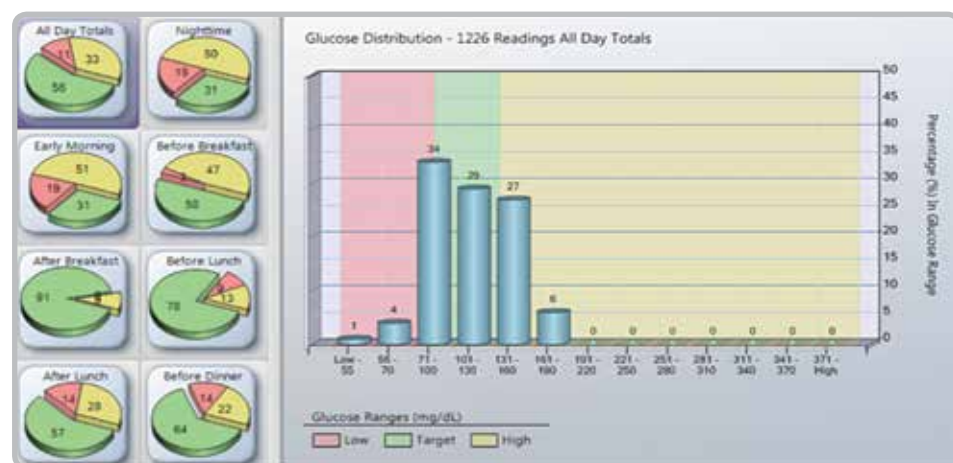 All Day Totals
11
33
56
Nighttime
50
19
31
Early Morning
51
19
31
Before Breakfast
47
50
After Breakfast
91
Before Lunch
13
78
After Lunch
14
28
57
Before Dinner
14
22
64
Glucose Distribution - 1226 Readings All Day Totals
50
45
40
35
30
25
20
15
10
5
0
Percentage (%) In Glucose Range
1
4
34
29
27
6
0
0
0
0
0
0
0
Low - 55
56 - 70
71 - 100
101 - 130
131 - 160
161 - 190
191 - 220
221 - 250
251 - 280
281 - 310
311 - 340
341 - 370
371 - High
Glucose Ranges (mg/dL)
Low
Target
High